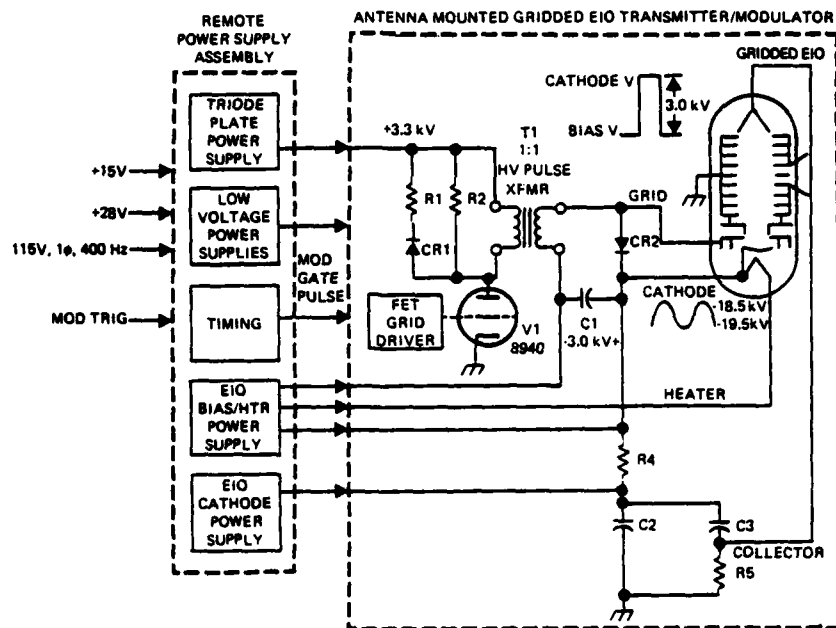 REMOTE
POWER SUPPLY
ASSEMBLY
ANTENNA MOUNTED GRIDDED EIO TRANSMITTER/MODULATOR
TRIODE
PLATE
POWER
SUPPLY
+15V
+28V
115V, 1ϕ, 400 Hz
LOW
VOLTAGE
POWER
SUPPLIES
MOD
GATE
PULSE
MOD TRIG
TIMING
EIO
BIAS/HTR
POWER
SUPPLY
EIO
CATHODE
POWER
SUPPLY
+3.3 kV
R1
R2
CR1
T1
1:1
HV PULSE
XFMR
FET
GRID
DRIVER
V1
8940
CATHODE V
3.0 kV
BIAS V
GRIDDED EIO
GRID
CR2
C1
-3.0 kV+
CATHODE
-18.5kV
-19.5kV
HEATER
R4
C2
C3
COLLECTOR
R5